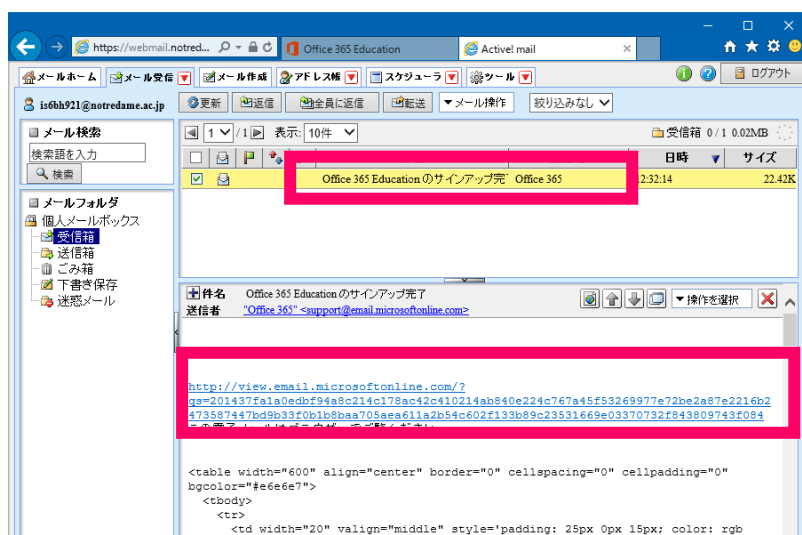 https://webmail.notred...
Office 365 Education
Active! mail
メールホーム
メール受信
メール作成
アドレス帳
スケジューラ
ツール
ログアウト
is6bh921@notredame.ac.jp
更新
返信
全員に返信
転送
▼メール操作
絞り込みなし
メール検索
検索語を入力
検索
1 /1 表示: 10件
受信箱 0 / 1 0.02MB
日時 ▼ サイズ
Office 365 Education のサインアップ完 Office 365
12:32:14 22.42K
メールフォルダ
個人メールボックス
受信箱
送信箱
ごみ箱
下書き保存
迷惑メール
件名 Office 365 Education のサインアップ完了
▼操作を選択
送信者 "Office 365" <support@email.microsoftonline.com>
http://view.email.microsoftonline.com/?
qs=201437fa1a0edbf94a8c214c178ac42c410214ab840e224c767a45f53269977e72be2a87e2216b2
473587447bd9b33f0b1b8baa705aea611a2b54c602f133b89c23531669e03370732f843809743f084
<table width="600" align="center" border="0" cellspacing="0" cellpadding="0"
bgcolor="#e6e6e7">
<tbody>
<tr>
<td width="20" valign="middle" style='padding: 25px 0px 15px; color: rgb